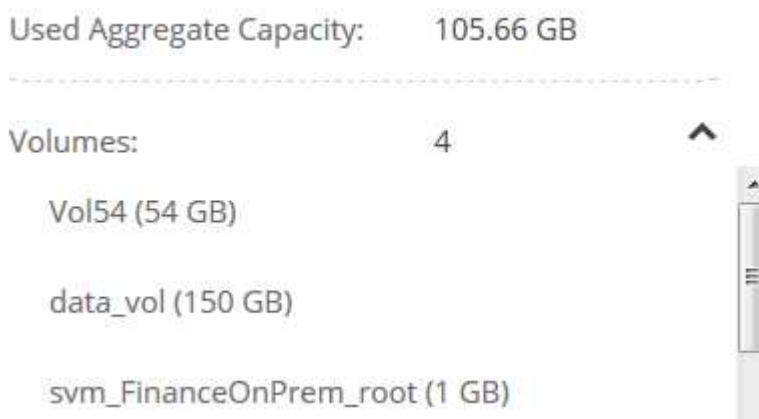 Used Aggregate Capacity: 105.66 GB
Volumes: 4
Vol54 (54 GB)
data_vol (150 GB)
svm_FinanceOnPrem_root (1 GB)